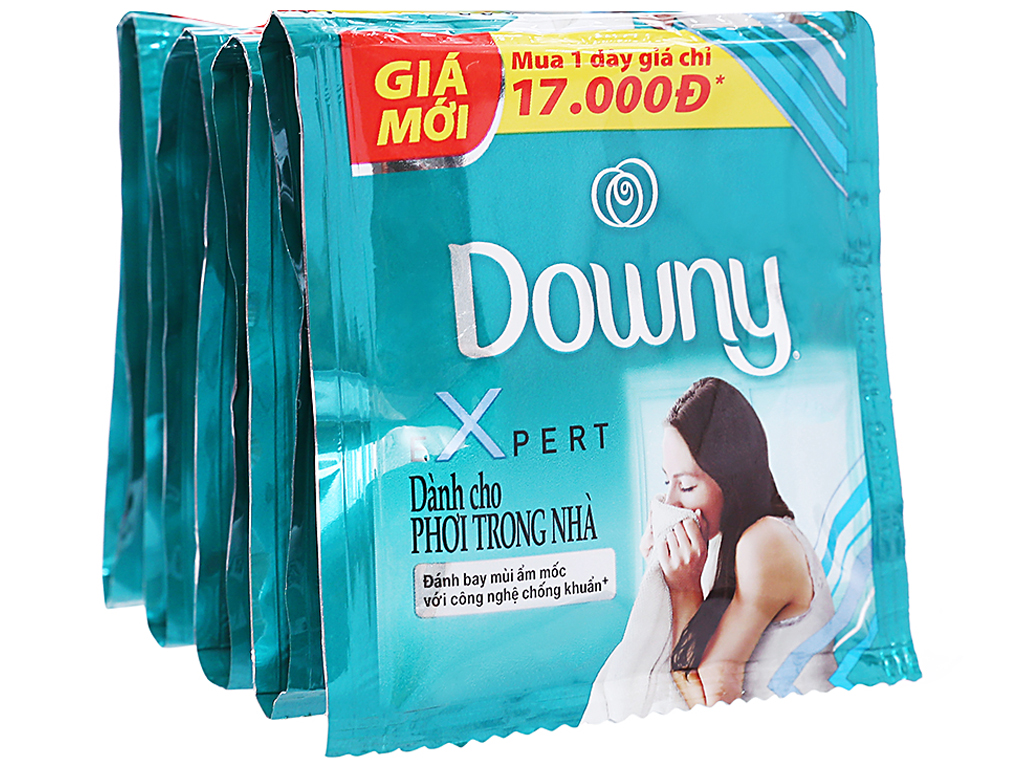 GIÁ
MỚI
Mua 1 dây giá chỉ
17.000Đ*
Downy
XPERT
Dành cho
PHƠI TRONG NHÀ
Đánh bay mùi ẩm mốc
với công nghệ chống khuẩn+